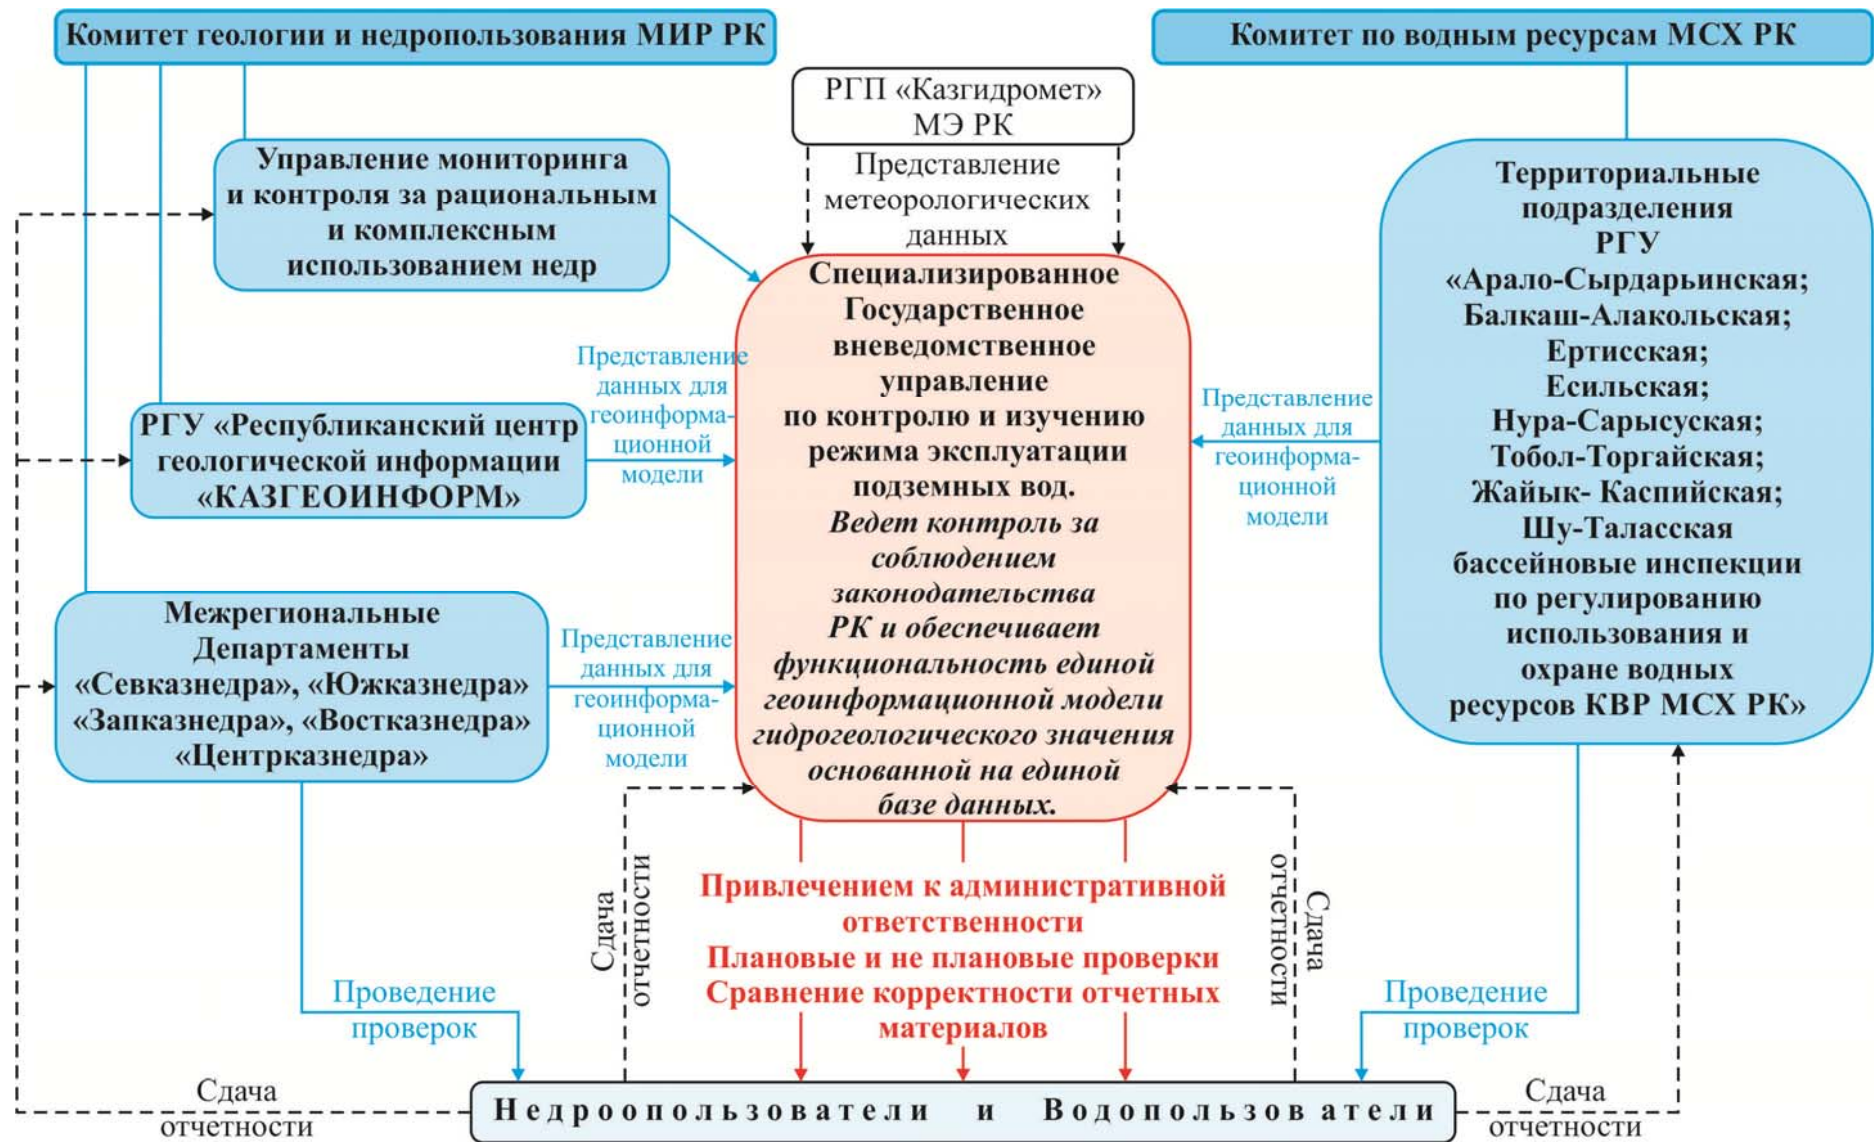 Комитет геологии и недропользования МИР РК
Комитет по водным ресурсам МСХ РК
РГП «Казгидромет»
МЭ РК
Представление
метеорологических
данных
Управление мониторинга
и контроля за рациональным
и комплексным
использованием недр
Территориальные
подразделения
РГУ
«Арало-Сырдарьинская;
Балкаш-Алакольская;
Ертисская;
Есильская;
Нура-Сарысуская;
Тобол-Торгайская;
Жайык- Каспийская;
Шу-Таласская
бассейновые инспекции
по регулированию
использования и
охране водных
ресурсов КВР МСХ РК»
Специализированное
Государственное
вневедомственное
управление
по контролю и изучению
режима эксплуатации
подземных вод.
Ведет контроль за
соблюдением
законодательства
РК и обеспечивает
функциональность единой
геоинформационной модели
гидрогеологического значения
основанной на единой
базе данных.
Представление
данных для
геоинформа-
ционной
модели
Представление
данных для
геоинформа-
ционной
модели
РГУ «Республиканский центр
геологической информации
«КАЗГЕОИНФОРМ»
Межрегиональные
Департаменты
«Севказнедра», «Южказнедра»
«Запказнедра», «Востказнедра»
«Центрказнедра»
Представление
данных для
геоинформа-
ционной
модели
Сдача
отчетности
Привлечением к административной
ответственности
Плановые и не плановые проверки
Сравнение корректности отчетных
материалов
Сдача
отчетности
Проведение
проверок
Проведение
проверок
Сдача
отчетности
Недроопользователи и Водопользователи
Сдача
отчетности